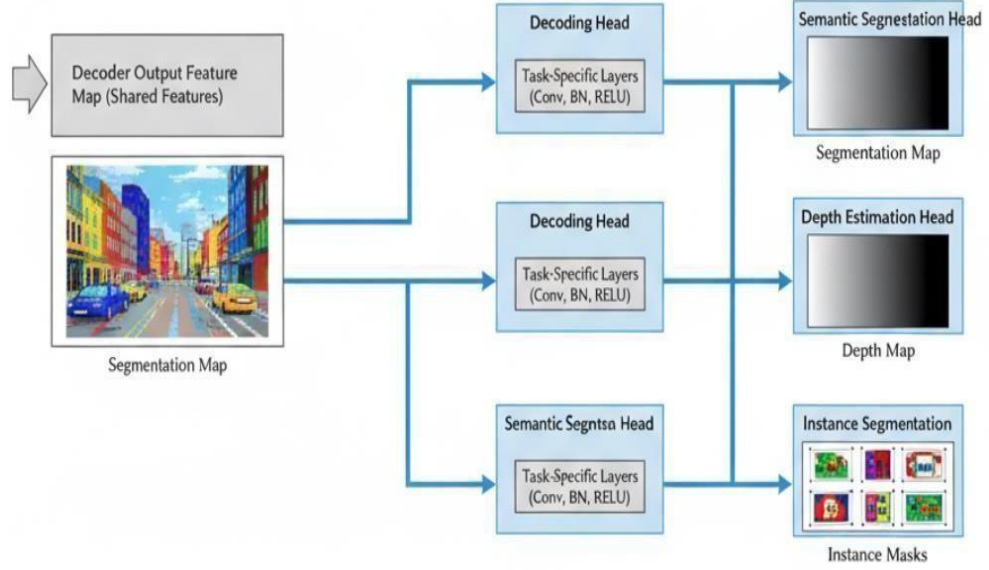 Decoder Output Feature
Map (Shared Features)
Segmentation Map
Decoding Head
Task-Specific Layers
(Conv, BN, RELU)
Decoding Head
Task-Specific Layers
(Conv, BN, RELU)
Semantic Segntsa Head
Task-Specific Layers
(Conv, BN, RELU)
Semantic Segnestation Head
Segmentation Map
Depth Estimation Head
Depth Map
Instance Segmentation
Instance Masks